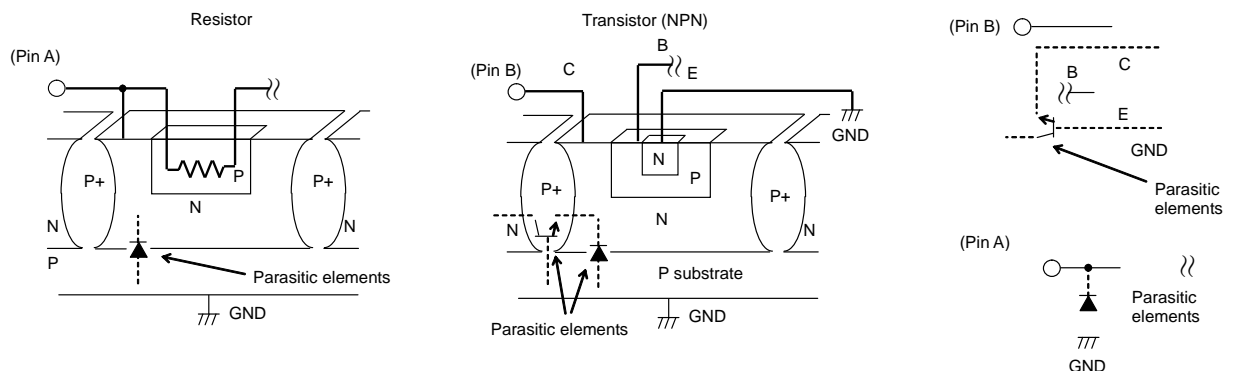 Resistor
(Pin A)
P+
P+
P
N
N
N
P
Parasitic elements
GND
Transistor (NPN)
(Pin B)
C
B
E
GND
N
P
P+
P+
N
N
N
P substrate
Parasitic elements
GND
(Pin B)
C
B
E
GND
Parasitic
elements
(Pin A)
Parasitic
elements
GND